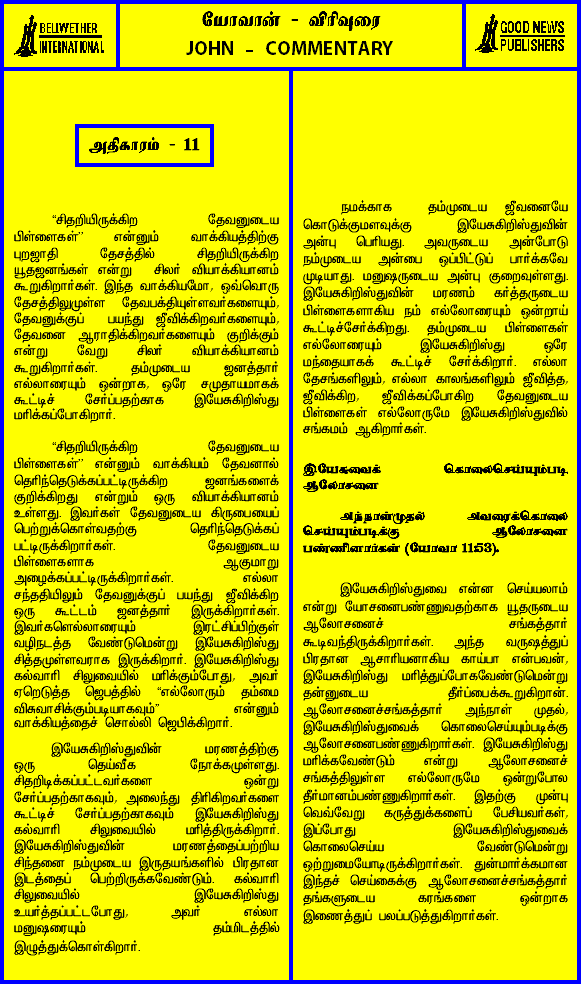 BELWETHER
INTERNATIONAL
யோவான் - விரிவுரை
JOHN - COMMENTARY
GOOD NEWS
PUBLISHERS
அதிகாரம் - 11
“சிதறியிருக்கிற தேவனுடைய
பிள்ளைகள்’’ என்னும் வாக்கியத்திற்கு
புறஜாதி தேசத்தில் சிதறியிருக்கிற
யூதஜனங்கள் என்று சிலர் வியாக்கியானம்
கூறுகிறார்கள். இந்த வாக்கியமோ, ஒவ்வொரு
தேசத்திலுமுள்ள தேவபக்தியுள்ளவர்களையும்,
தேவனுக்குப் பயந்து ஜீவிக்கிறவர்களையும்,
தேவனை ஆராதிக்கிறவர்களையும் குறிக்கும்
என்று வேறு சிலர் வியாக்கியானம்
கூறுகிறார்கள். தம்முடைய ஜனத்தார்
எல்லாரையும் ஒன்றாக, ஒரே சமுதாயமாகக்
கூட்டிச் சேர்ப்பதற்காக இயேசுகிறிஸ்து
மரிக்கப்போகிறார்.
“சிதறியிருக்கிற தேவனுடைய
பிள்ளைகள்” என்னும் வாக்கியம் தேவனால்
தெரிந்தெடுக்கப்பட்டிருக்கிற ஜனங்களைக்
குறிக்கிறது என்றும் ஒரு வியாக்கியானம்
உள்ளது. இவர்கள் தேவனுடைய கிருபையைப்
பெற்றுக்கொள்வதற்கு தெரிந்தெடுக்கப்
பட்டிருக்கிறார்கள். தேவனுடைய
பிள்ளைகளாக ஆகுமாறு
அழைக்கப்பட்டிருக்கிறார்கள். எல்லா
சந்ததியிலும் தேவனுக்குப் பயந்து ஜீவிக்கிற
ஒரு கூட்டம் ஜனத்தார் இருக்கிறார்கள்.
இவர்களெல்லாரையும் இரட்சிப்பிற்குள்
வழிநடத்த வேண்டுமென்று இயேசுகிறிஸ்து
சித்தமுள்ளவராக இருக்கிறார். இயேசுகிறிஸ்து
கல்வாரி சிலுவையில் மரிக்கும்போது, அவர்
ஏறெடுத்த ஜெபத்தில் “எல்லோரும் தம்மை
விசுவாசிக்கும்படியாகவும்” என்னும்
வாக்கியத்தைச் சொல்லி ஜெபிக்கிறார்.
இயேசுகிறிஸ்துவின் மரணத்திற்கு
ஒரு தெய்வீக நோக்கமுள்ளது.
சிதறடிக்கப்பட்டவர்களை ஒன்று
சேர்ப்பதற்காகவும், அலைந்து திரிகிறவர்களை
கூட்டிச் சேர்ப்பதற்காகவும் இயேசுகிறிஸ்து
கல்வாரி சிலுவையில் மரித்திருக்கிறார்.
இயேசுகிறிஸ்துவின் மரணத்தைப்பற்றிய
சிந்தனை நம்முடைய இருதயங்களில் பிரதான
இடத்தைப் பெற்றிருக்கவேண்டும். கல்வாரி
சிலுவையில் இயேசுகிறிஸ்து
உயர்த்தப்பட்டபோது, அவர் எல்லா
மனுஷரையும் தம்மிடத்தில்
இழுத்துக்கொள்கிறார்.
நமக்காக தம்முடைய ஜீவனையே
கொடுக்குமளவுக்கு இயேசுகிறிஸ்துவின்
அன்பு பெரியது. அவருடைய அன்போடு
நம்முடைய அன்பை ஒப்பிட்டுப் பார்க்கவே
முடியாது. மனுஷருடைய அன்பு குறைவுள்ளது.
இயேசுகிறிஸ்துவின் மரணம் கர்த்தருடைய
பிள்ளைகளாகிய நம் எல்லோரையும் ஒன்றாய்
கூட்டிச்சேர்க்கிறது. தம்முடைய பிள்ளைகள்
எல்லோரையும் இயேசுகிறிஸ்து ஒரே
மந்தையாகக் கூட்டிச் சேர்க்கிறார். எல்லா
தேசங்களிலும், எல்லா காலங்களிலும் ஜீவித்த,
ஜீவிக்கிற, ஜீவிக்கப்போகிற தேவனுடைய
பிள்ளைகள் எல்லோருமே இயேசுகிறிஸ்துவில்
சங்கமம் ஆகிறார்கள்.
இயேசுவைக் கொலைசெய்யும்படி
ஆலோசனை
அந்நாள்முதல் அவரைக்கொலை
செய்யும்படிக்கு ஆலோசனை
பண்ணினார்கள் (யோவா 11:53).
இயேசுகிறிஸ்துவை என்ன செய்யலாம்
என்று யோசனைபண்ணுவதற்காக யூதருடைய
ஆலோசனைச் சங்கத்தார்
கூடிவந்திருக்கிறார்கள். அந்த வருஷத்துப்
பிரதான ஆசாரியனாகிய காய்பா என்பவன்,
இயேசுகிறிஸ்து மரித்துப்போகவேண்டுமென்று
தன்னுடைய தீர்ப்பைக்கூறுகிறான்.
ஆலோசனைச்சங்கத்தார் அந்நாள் முதல்,
இயேசுகிறிஸ்துவைக் கொலைசெய்யும்படிக்கு
ஆலோசனைபண்ணுகிறார்கள். இயேசுகிறிஸ்து
மரிக்கவேண்டும் என்று ஆலோசனைச்
சங்கத்திலுள்ள எல்லோருமே ஒன்றுபோல
தீர்மானம்பண்ணுகிறார்கள். இதற்கு முன்பு
வெவ்வேறு கருத்துக்களைப் பேசியவர்கள்,
இப்போது இயேசுகிறிஸ்துவைக்
கொலைசெய்ய வேண்டுமென்று
ஒற்றுமையோடிருக்கிறார்கள். துன்மார்க்கமான
இந்தச் செய்கைக்கு ஆலோசனைச்சங்கத்தார்
தங்களுடைய கரங்களை ஒன்றாக
இணைத்துப் பலப்படுத்துகிறார்கள்.